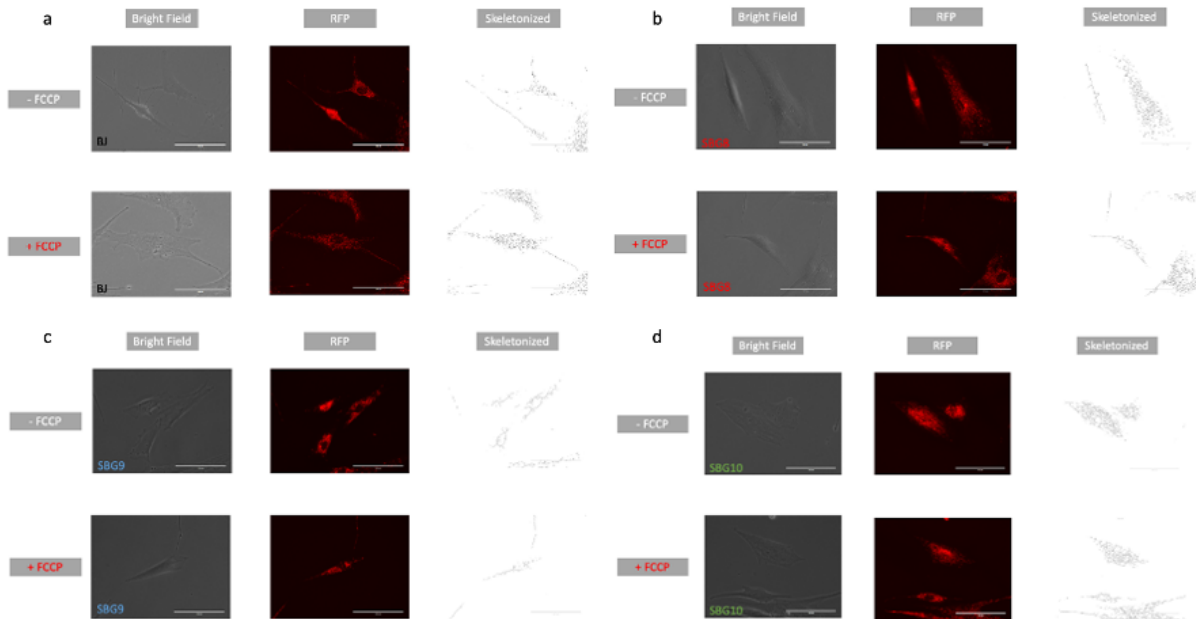 a
Bright Field
RFP
Skeletonized
- FCCP
BJ
+ FCCP
BJ
b
Bright Field
RFP
Skeletonized
- FCCP
+ FCCP
c
Bright Field
RFP
Skeletonized
- FCCP
SBG9
+ FCCP
SBG9
d
Bright Field
RFP
Skeletonized
- FCCP
SBG10
+ FCCP
SBG10